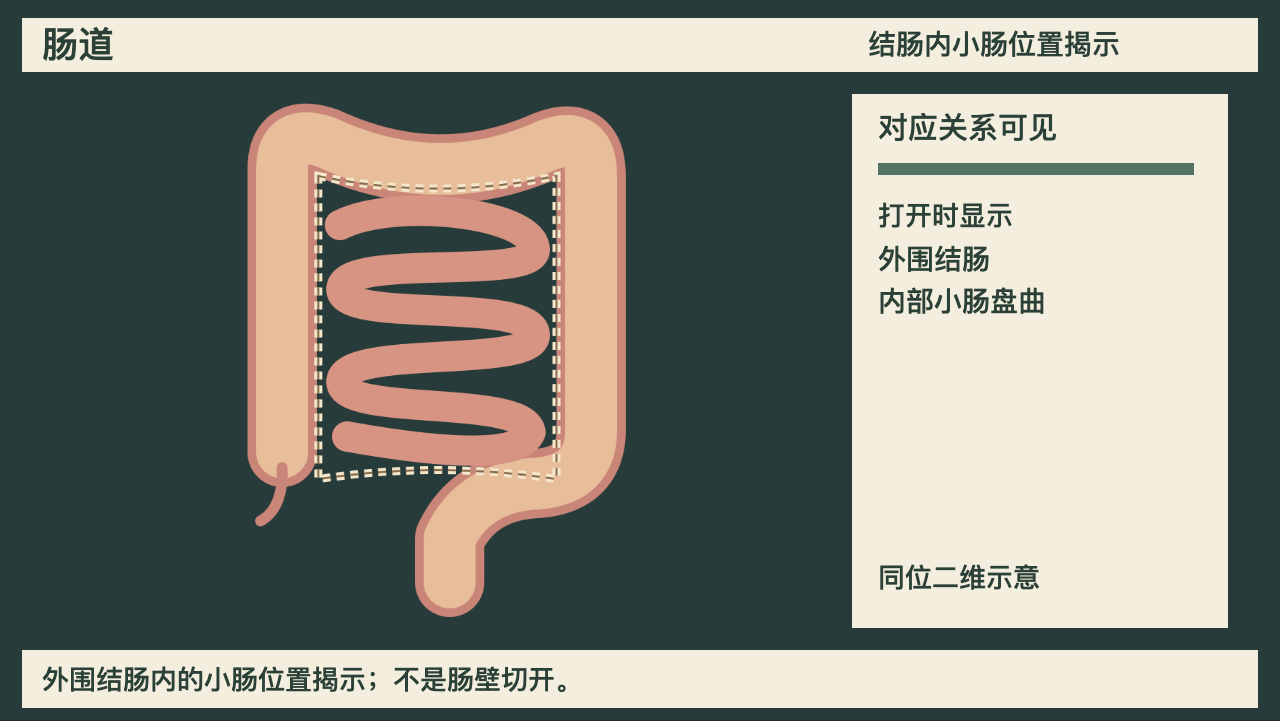 肠道
结肠内小肠位置揭示
对应关系可见
打开时显示
外围结肠
内部小肠盘曲
同位二维示意
外围结肠内的小肠位置揭示；不是肠壁切开。